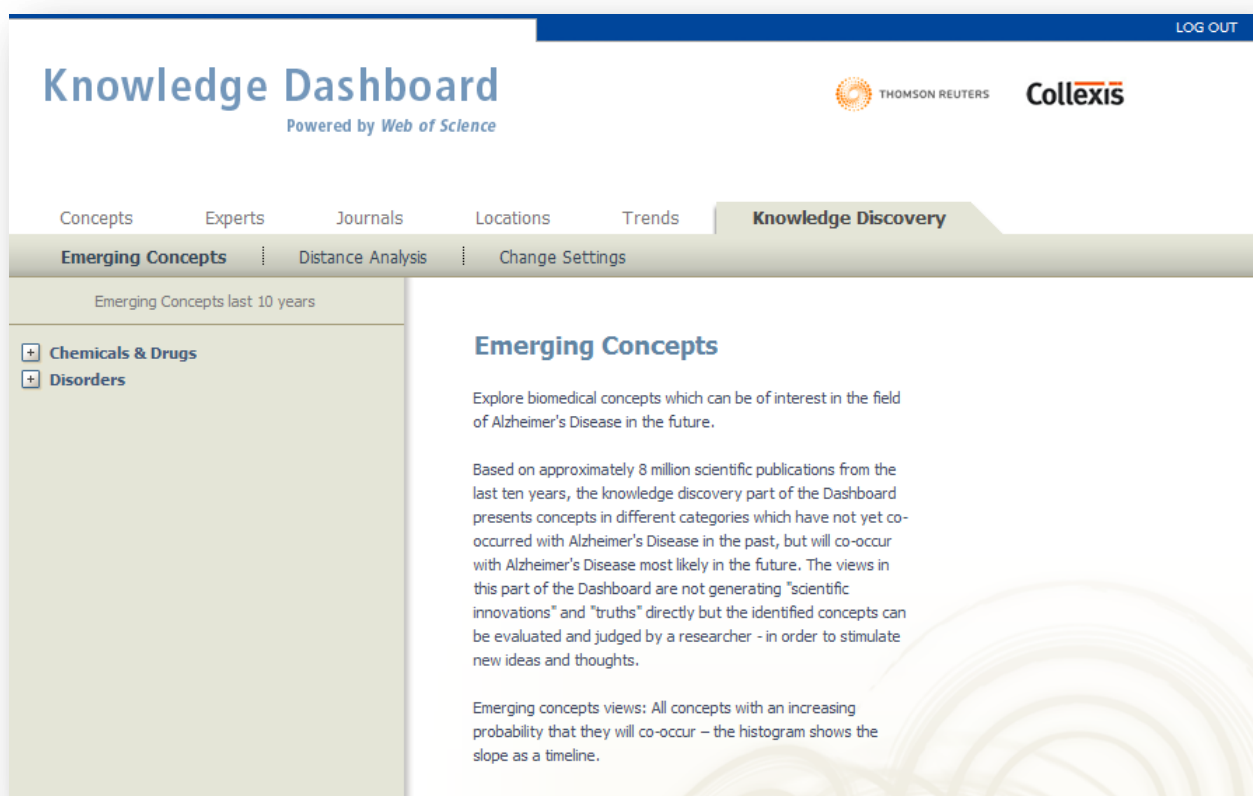 LOG OUT
Knowledge Dashboard
Powered by Web of Science
THOMSON REUTERS
Collexis
Concepts Experts Journals Locations Trends Knowledge Discovery
Emerging Concepts Distance Analysis Change Settings
Emerging Concepts last 10 years
Chemicals & Drugs
Disorders
Emerging Concepts
Explore biomedical concepts which can be of interest in the field
of Alzheimer's Disease in the future.
Based on approximately 8 million scientific publications from the
last ten years, the knowledge discovery part of the Dashboard
presents concepts in different categories which have not yet co-
occurred with Alzheimer's Disease in the past, but will co-occur
with Alzheimer's Disease most likely in the future. The views in
this part of the Dashboard are not generating "scientific
innovations" and "truths" directly but the identified concepts can
be evaluated and judged by a researcher - in order to stimulate
new ideas and thoughts.
Emerging concepts views: All concepts with an increasing
probability that they will co-occur – the histogram shows the
slope as a timeline.